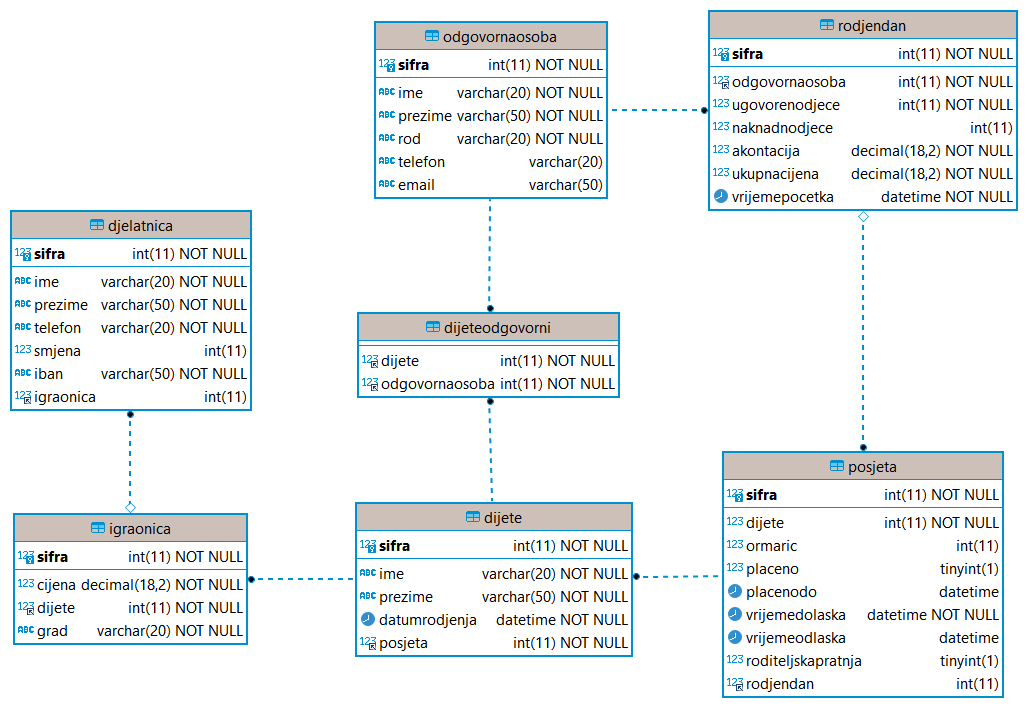 odgovornaosoba
sifra int(11) NOT NULL
ime varchar(20) NOT NULL
prezime varchar(50) NOT NULL
rod varchar(20) NOT NULL
telefon varchar(20)
email varchar(50)
rodjendan
sifra int(11) NOT NULL
odgovornaosoba int(11) NOT NULL
ugovorenodjece int(11) NOT NULL
naknadnodjece int(11)
akontacija decimal(18,2) NOT NULL
ukupnacijena decimal(18,2) NOT NULL
vrijemepocetka datetime NOT NULL
djelatnica
sifra int(11) NOT NULL
ime varchar(20) NOT NULL
prezime varchar(50) NOT NULL
telefon varchar(20) NOT NULL
smjena int(11)
iban varchar(50) NOT NULL
igraonica int(11)
dijeteodgovorni
dijete int(11) NOT NULL
odgovornaosoba int(11) NOT NULL
igraonica
sifra int(11) NOT NULL
cijena decimal(18,2) NOT NULL
dijete int(11) NOT NULL
grad varchar(20) NOT NULL
dijete
sifra int(11) NOT NULL
ime varchar(20) NOT NULL
prezime varchar(50) NOT NULL
datumrodjenja datetime NOT NULL
posjeta int(11) NOT NULL
posjeta
sifra int(11) NOT NULL
dijete int(11) NOT NULL
ormaric int(11)
placeno tinyint(1)
placenodo datetime
vrijemedolaska datetime NOT NULL
vrijemeodlaska datetime
roditeljskapratnja tinyint(1)
rodjendan int(11)